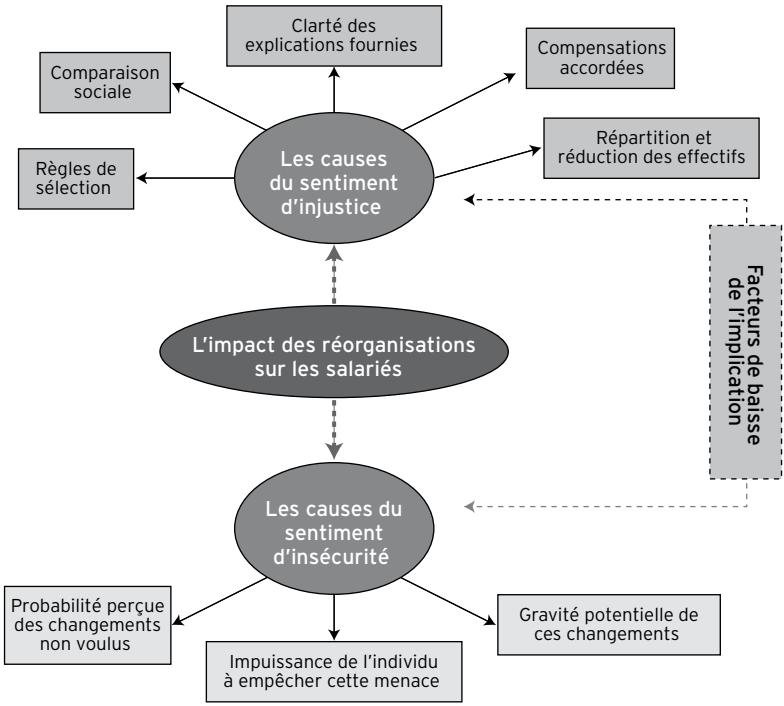 Clarté des
explications fournies
Comparaison
sociale
Compensations
accordées
Règles de
sélection
Les causes
du sentiment
d'injustice
Répartition et
réduction des effectifs
L'impact des réorganisations
sur les salariés
Facteurs de baisse
de l'implication
Les causes du
sentiment
d'insécurité
Probabilité perçue
des changements
non voulus
Impuissance de l'individu
à empêcher cette menace
Gravité potentielle de
ces changements